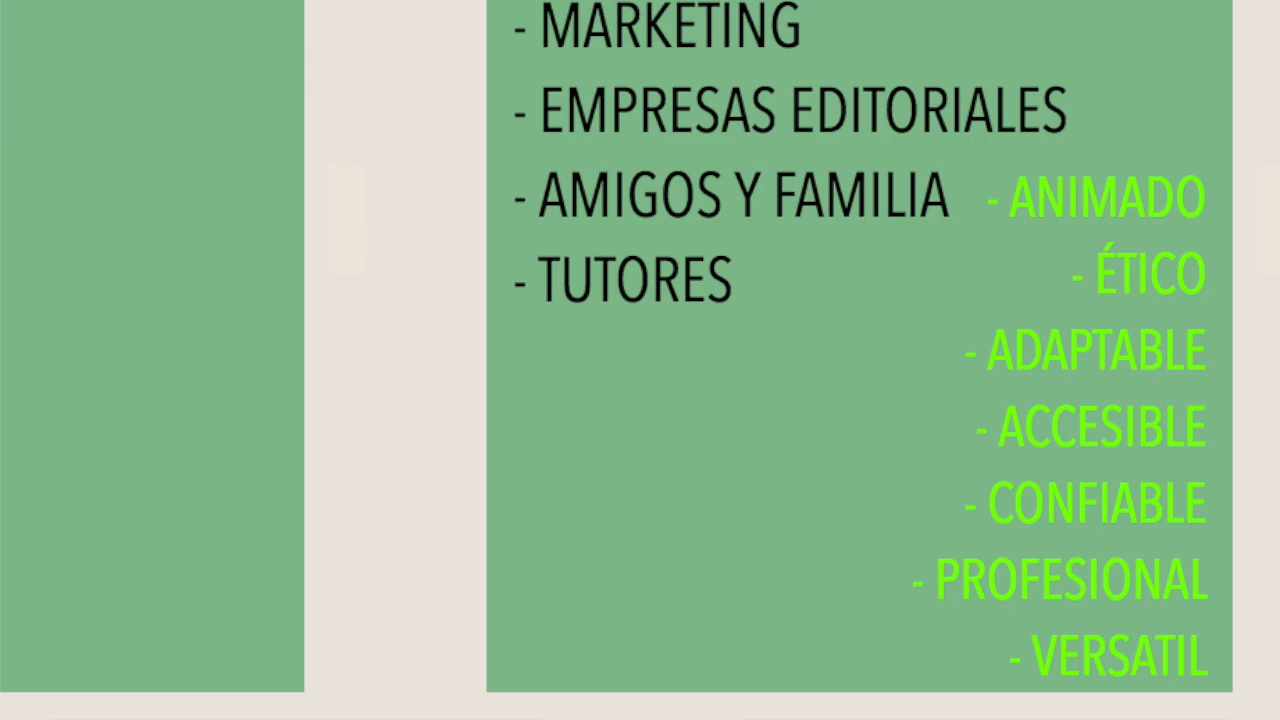 - MARKETING
- EMPRESAS EDITORIALES
- AMIGOS Y FAMILIA
- TUTORES
- ANIMADO
- ÉTICO
- ADAPTABLE
- ACCESIBLE
- CONFIABLE
- PROFESIONAL
- VERSATIL